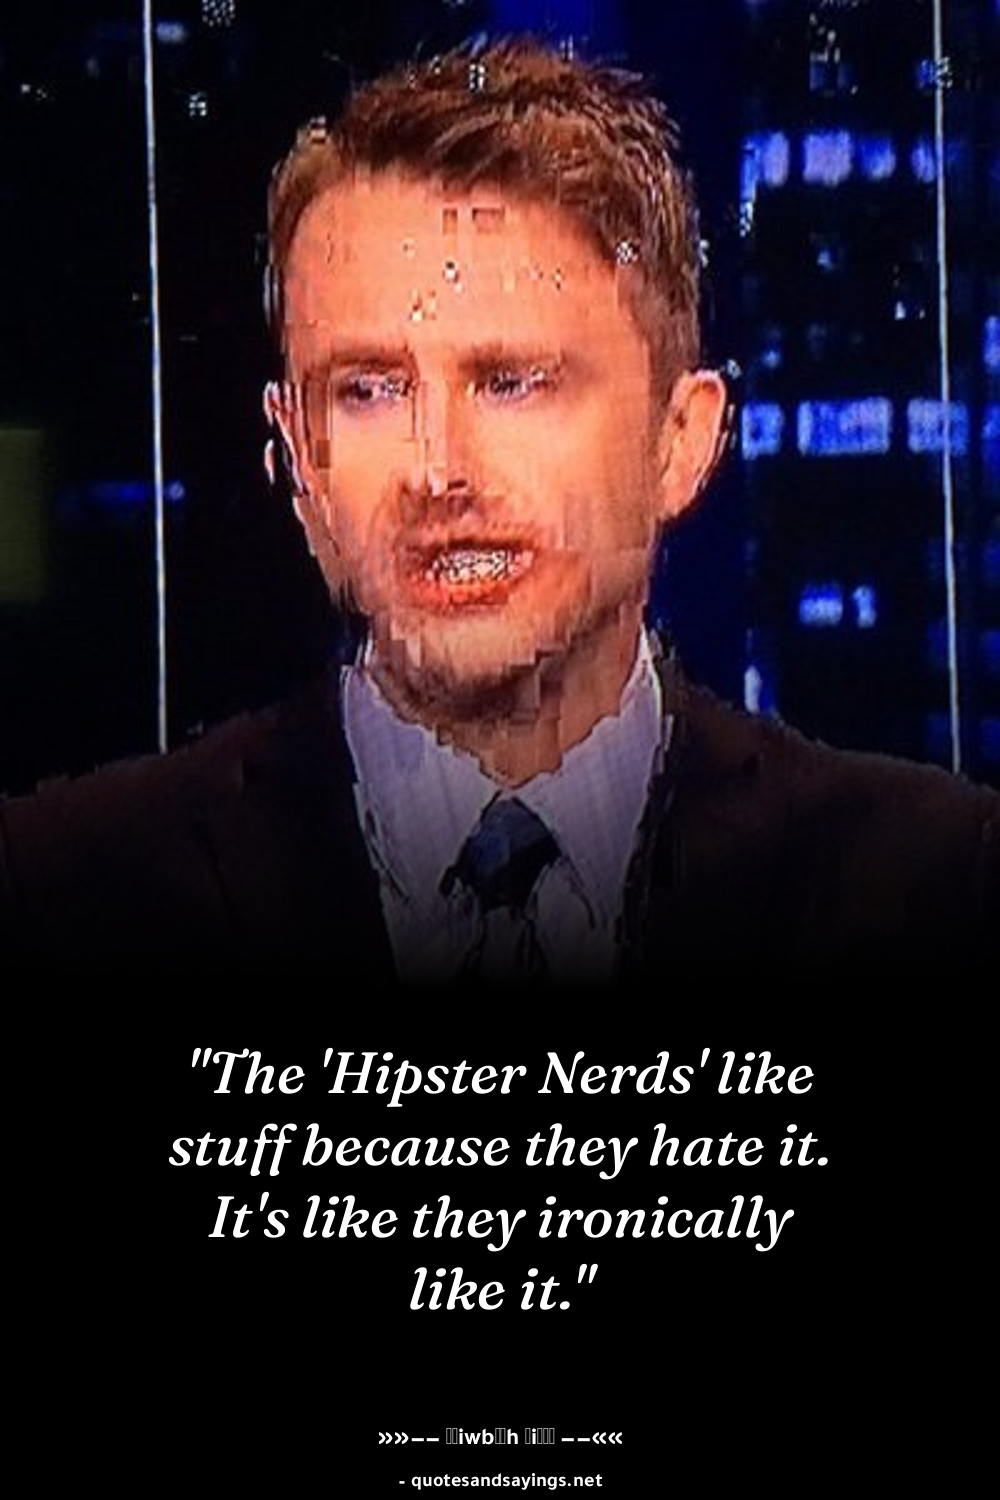 "The 'Hipster Nerds' like
stuff because they hate it.
It's like they ironically
like it."
- quotesandsayings.net